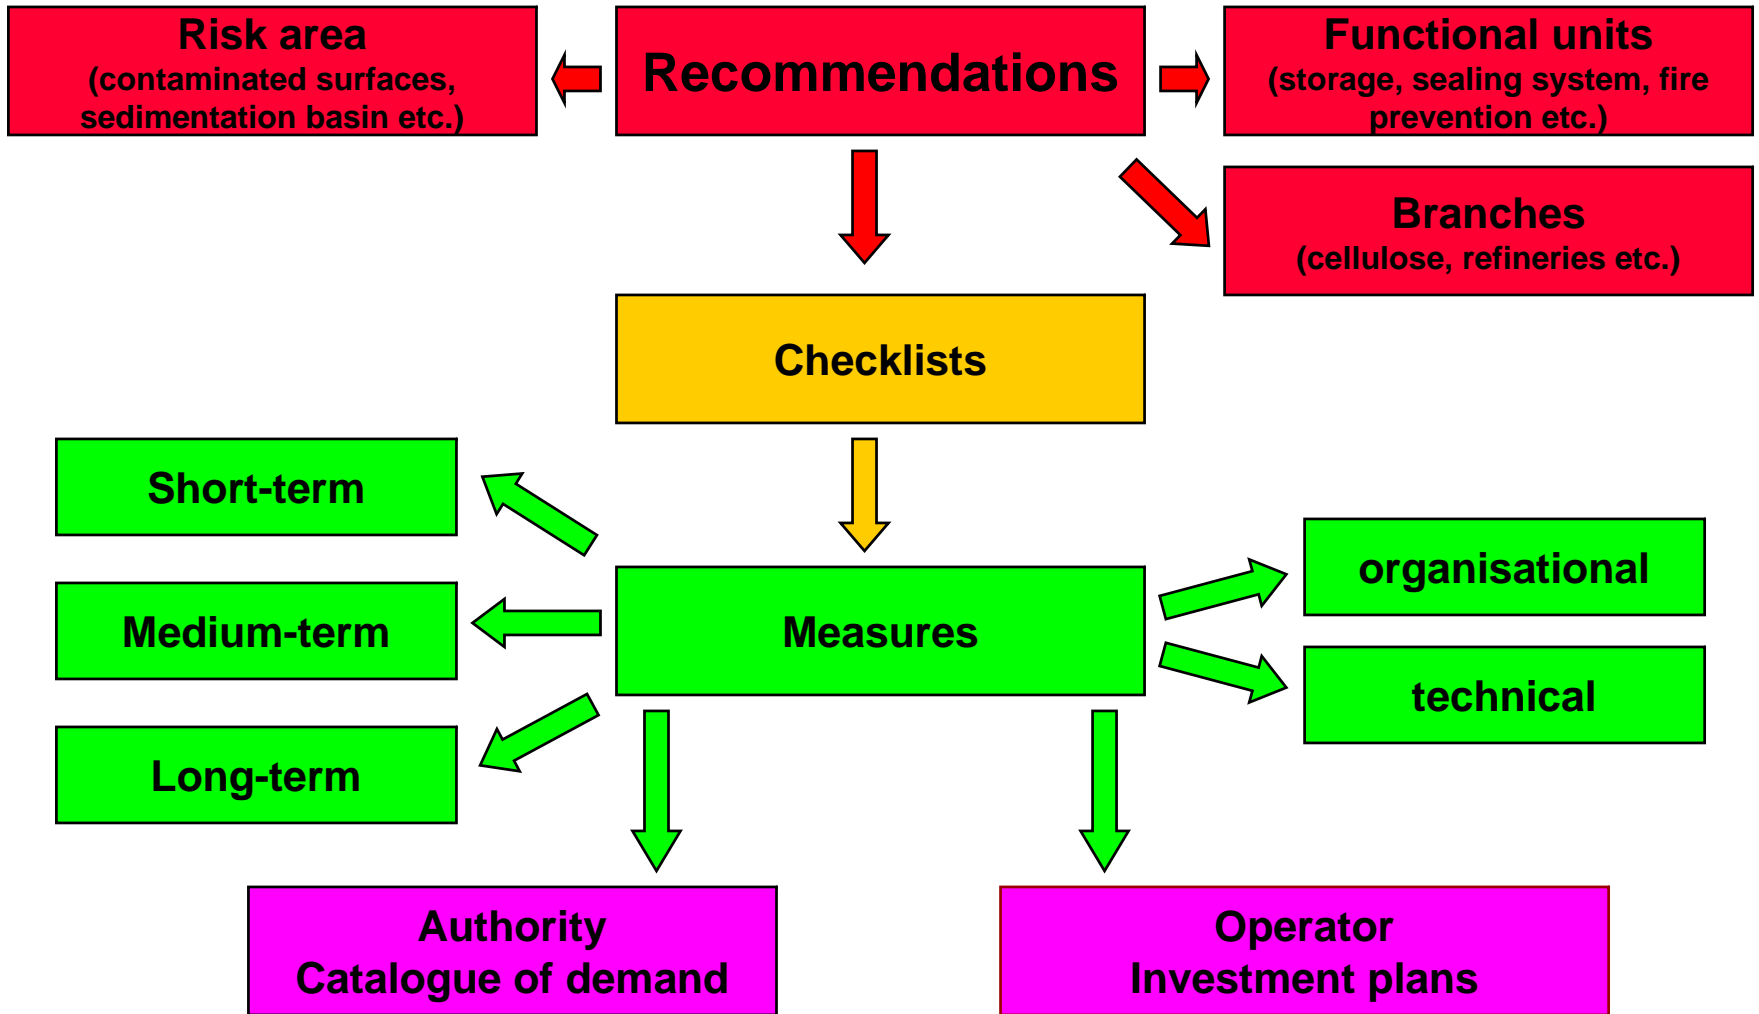 Risk area
(contaminated surfaces,
sedimentation basin etc.)
Recommendations
Functional units
(storage, sealing system, fire
prevention etc.)
Branches
(cellulose, refineries etc.)
Checklists
Short-term
Medium-term
Long-term
Measures
organisational
technical
Authority
Catalogue of demand
Operator
Investment plans